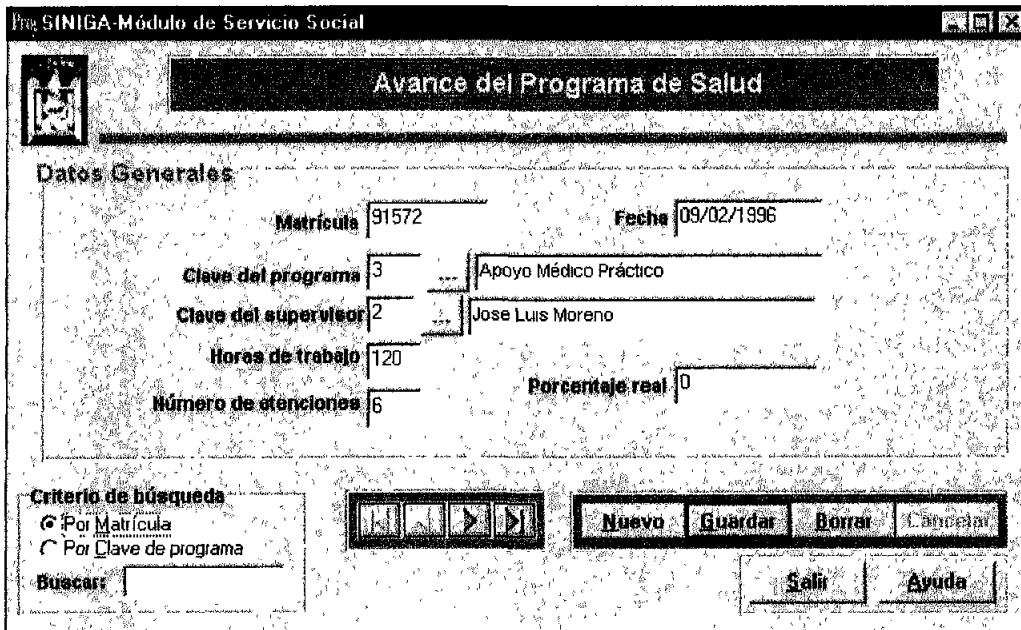 SINIGA-Módulo de Servicio Social
Avance del Programa de Salud
Datos Generales
Matrícula 91572 Fecha 09/02/1996
Clave del programa 3 ... Apoyo Médico Práctico
Clave del supervisor 2 ... Jose Luis Moreno
Horas de trabajo 120
Porcentaje real 0
Número de atenciones 6
Criterio de búsqueda
Por Matrícula
Por Clave de programa
Buscar:
Nuevo Guardar Borrar Cancelar
Salir Ayuda